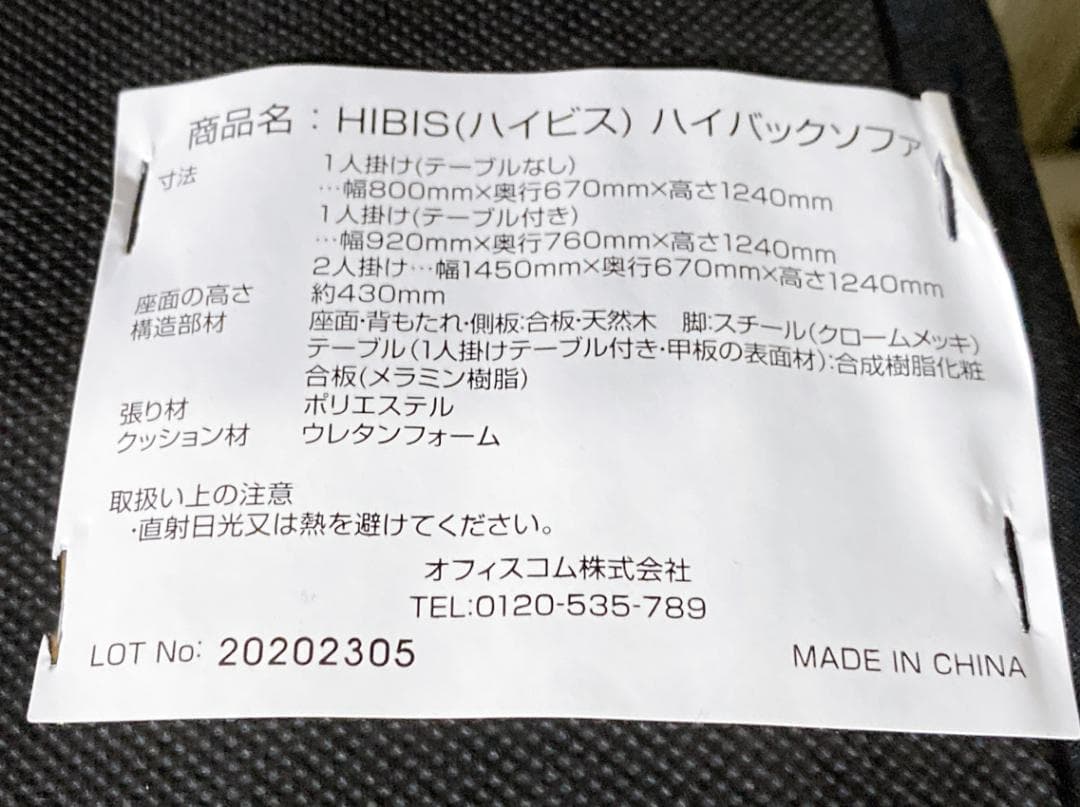 商品名：HIBIS(ハイビス) ハイバックソファ
寸法 1人掛け(テーブルなし)
…幅800mm×奥行670mm×高さ1240mm
1人掛け(テーブル付き)
…幅920mm×奥行760mm×高さ1240mm
2人掛け…幅1450mm×奥行670mm×高さ1240mm
座面の高さ 約430mm
構造部材 座面・背もたれ・側板：合板・天然木 脚：スチール(クロームメッキ)
テーブル(1人掛けテーブル付き・甲板の表面材)：合成樹脂化粧
合板(メラミン樹脂)
張り材 ポリエステル
クッション材 ウレタンフォーム
取扱い上の注意
・直射日光又は熱を避けてください。
オフィスコム株式会社
TEL:0120-535-789
LOT No: 20202305 MADE IN CHINA